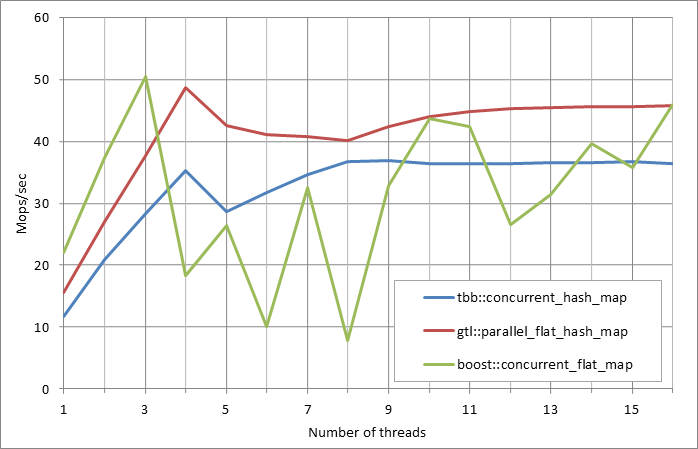 60
50
40
30
20
10
0
Mops/sec
1 3 5 7 9 11 13 15
Number of threads
tbb::concurrent_hash_map
gtl::parallel_flat_hash_map
boost::concurrent_flat_map